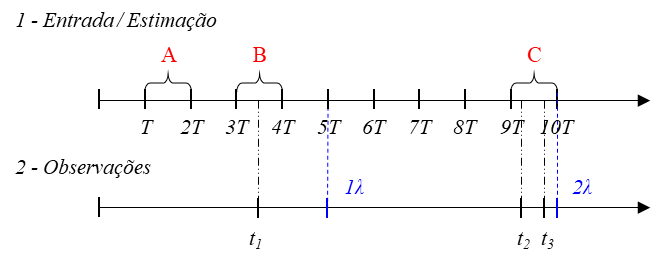 1 - Entrada / Estimação
A B C
T 2T 3T 4T 5T 6T 7T 8T 9T 10T
2 - Observações
1λ 2λ
t1 t2 t3